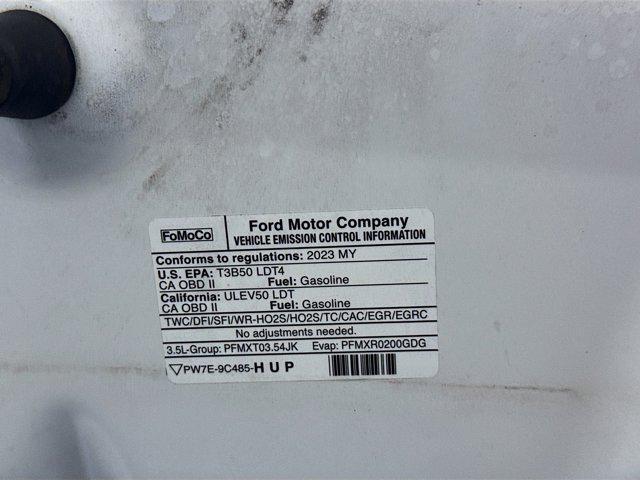 FoMoCo
Ford Motor Company
VEHICLE EMISSION CONTROL INFORMATION
Conforms to regulations: 2023 MY
U.S. EPA: T3B50 LDT4
CA OBD II Fuel: Gasoline
California: ULEV50 LDT
CA OBD II Fuel: Gasoline
TWC/DFI/SFI/WR-HO2S/HO2S/TC/CAC/EGR/EGRC
No adjustments needed.
3.5L-Group: PFMXT03.54JK Evap: PFMXR0200GDG
PW7E-9C485-HUP